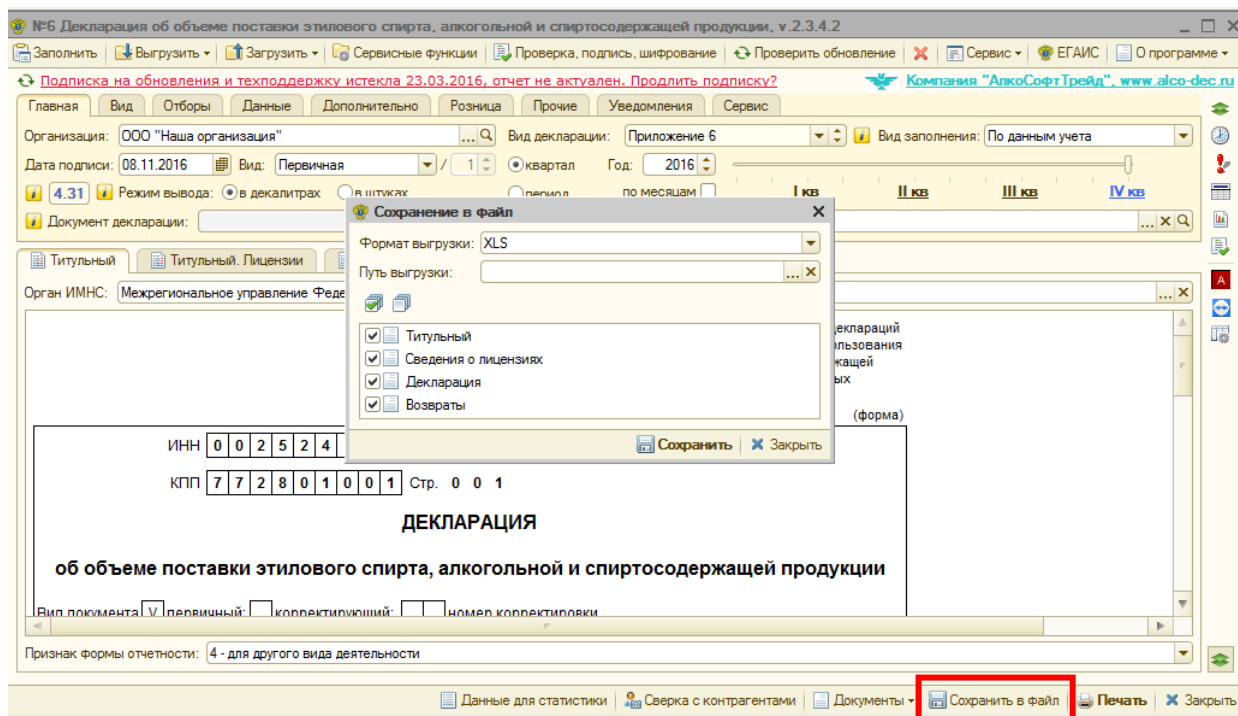 №6 Декларация об объеме поставки этилового спирта, алкогольной и спиртосодержащей продукции, v.2.3.4.2
Заполнить Выгрузить Загрузить Сервисные функции Проверка, подпись, шифрование Проверить обновление Сервис ЕГАИС О программе
Подписка на обновления и техподдержку истекла 23.03.2016, отчет не актуален. Продлить подписку? Компания "АлкоСофтТрейд", www.alco-dec.ru
Главная Вид Отборы Данные Дополнительно Розница Прочие Уведомления Сервис
Организация: ООО "Наша организация" ... Вид декларации: Приложение 6 Вид заполнения: По данным учета
Дата подписи: 08.11.2016 Вид: Первичная / 1 квартал Год: 2016
4.31 Режим вывода: в декалитрах в штуках период по месяцам I кв II кв III кв IV кв
Документ декларации: ...
Сохранение в файл
Формат выгрузки: XLS
Путь выгрузки: ...
Титульный
Сведения о лицензиях
Декларация
Возвраты
Сохранить Закрыть
Титульный Титульный. Лицензии
Орган ИМНС: Межрегиональное управление Феде ...
еклараций
ользования
жащей
ых
(форма)
ИНН 0 0 2 5 2 4
КПП 7 7 2 8 0 1 0 0 1 Стр. 0 0 1
ДЕКЛАРАЦИЯ
об объеме поставки этилового спирта, алкогольной и спиртосодержащей продукции
Вид документа V первичный; корректирующий; номер корректировки
Признак формы отчетности: 4 - для другого вида деятельности
Данные для статистики Сверка с контрагентами Документы Сохранить в файл Печать Закрыть